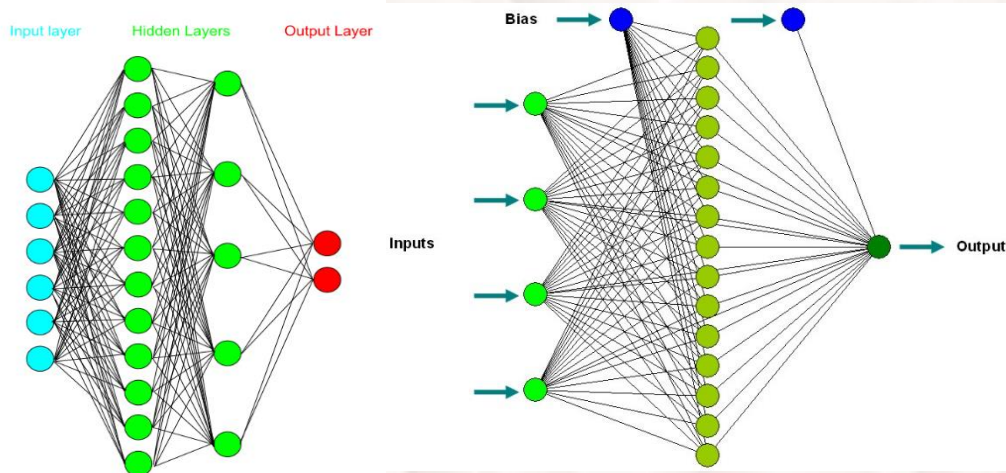 Input layer
Hidden Layers
Output Layer
Bias
Inputs
Output